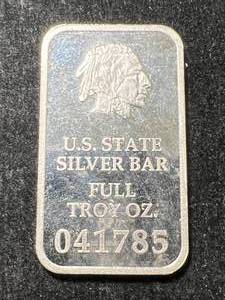 U.S. STATE
SILVER BAR
FULL
TROY OZ.
041785